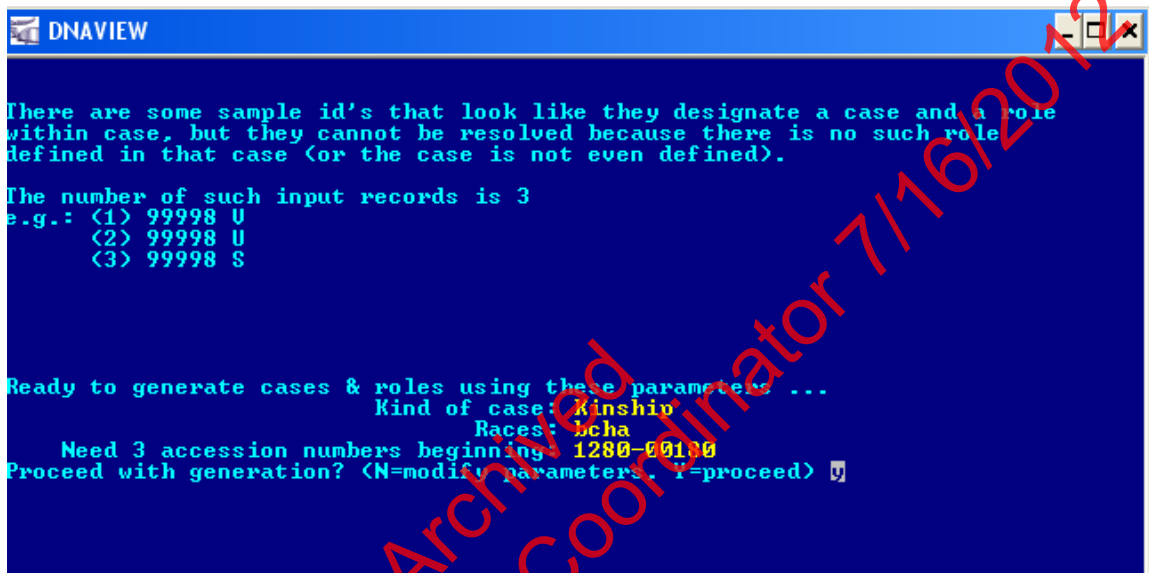 DNAVIEW
There are some sample id's that look like they designate a case and a role
within case, but they cannot be resolved because there is no such role
defined in that case (or the case is not even defined).
The number of such input records is 3
e.g.: (1) 99998 V
(2) 99998 U
(3) 99998 S
Ready to generate cases & roles using these parameters ...
Kind of case: Kinship
Races: bcha
Need 3 accession numbers beginning: 1280-00180
Proceed with generation? (N=modify parameters. Y=proceed) y
Archived
Coordinator 7/16/2012